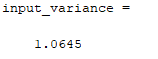 input_variance =
1.0645